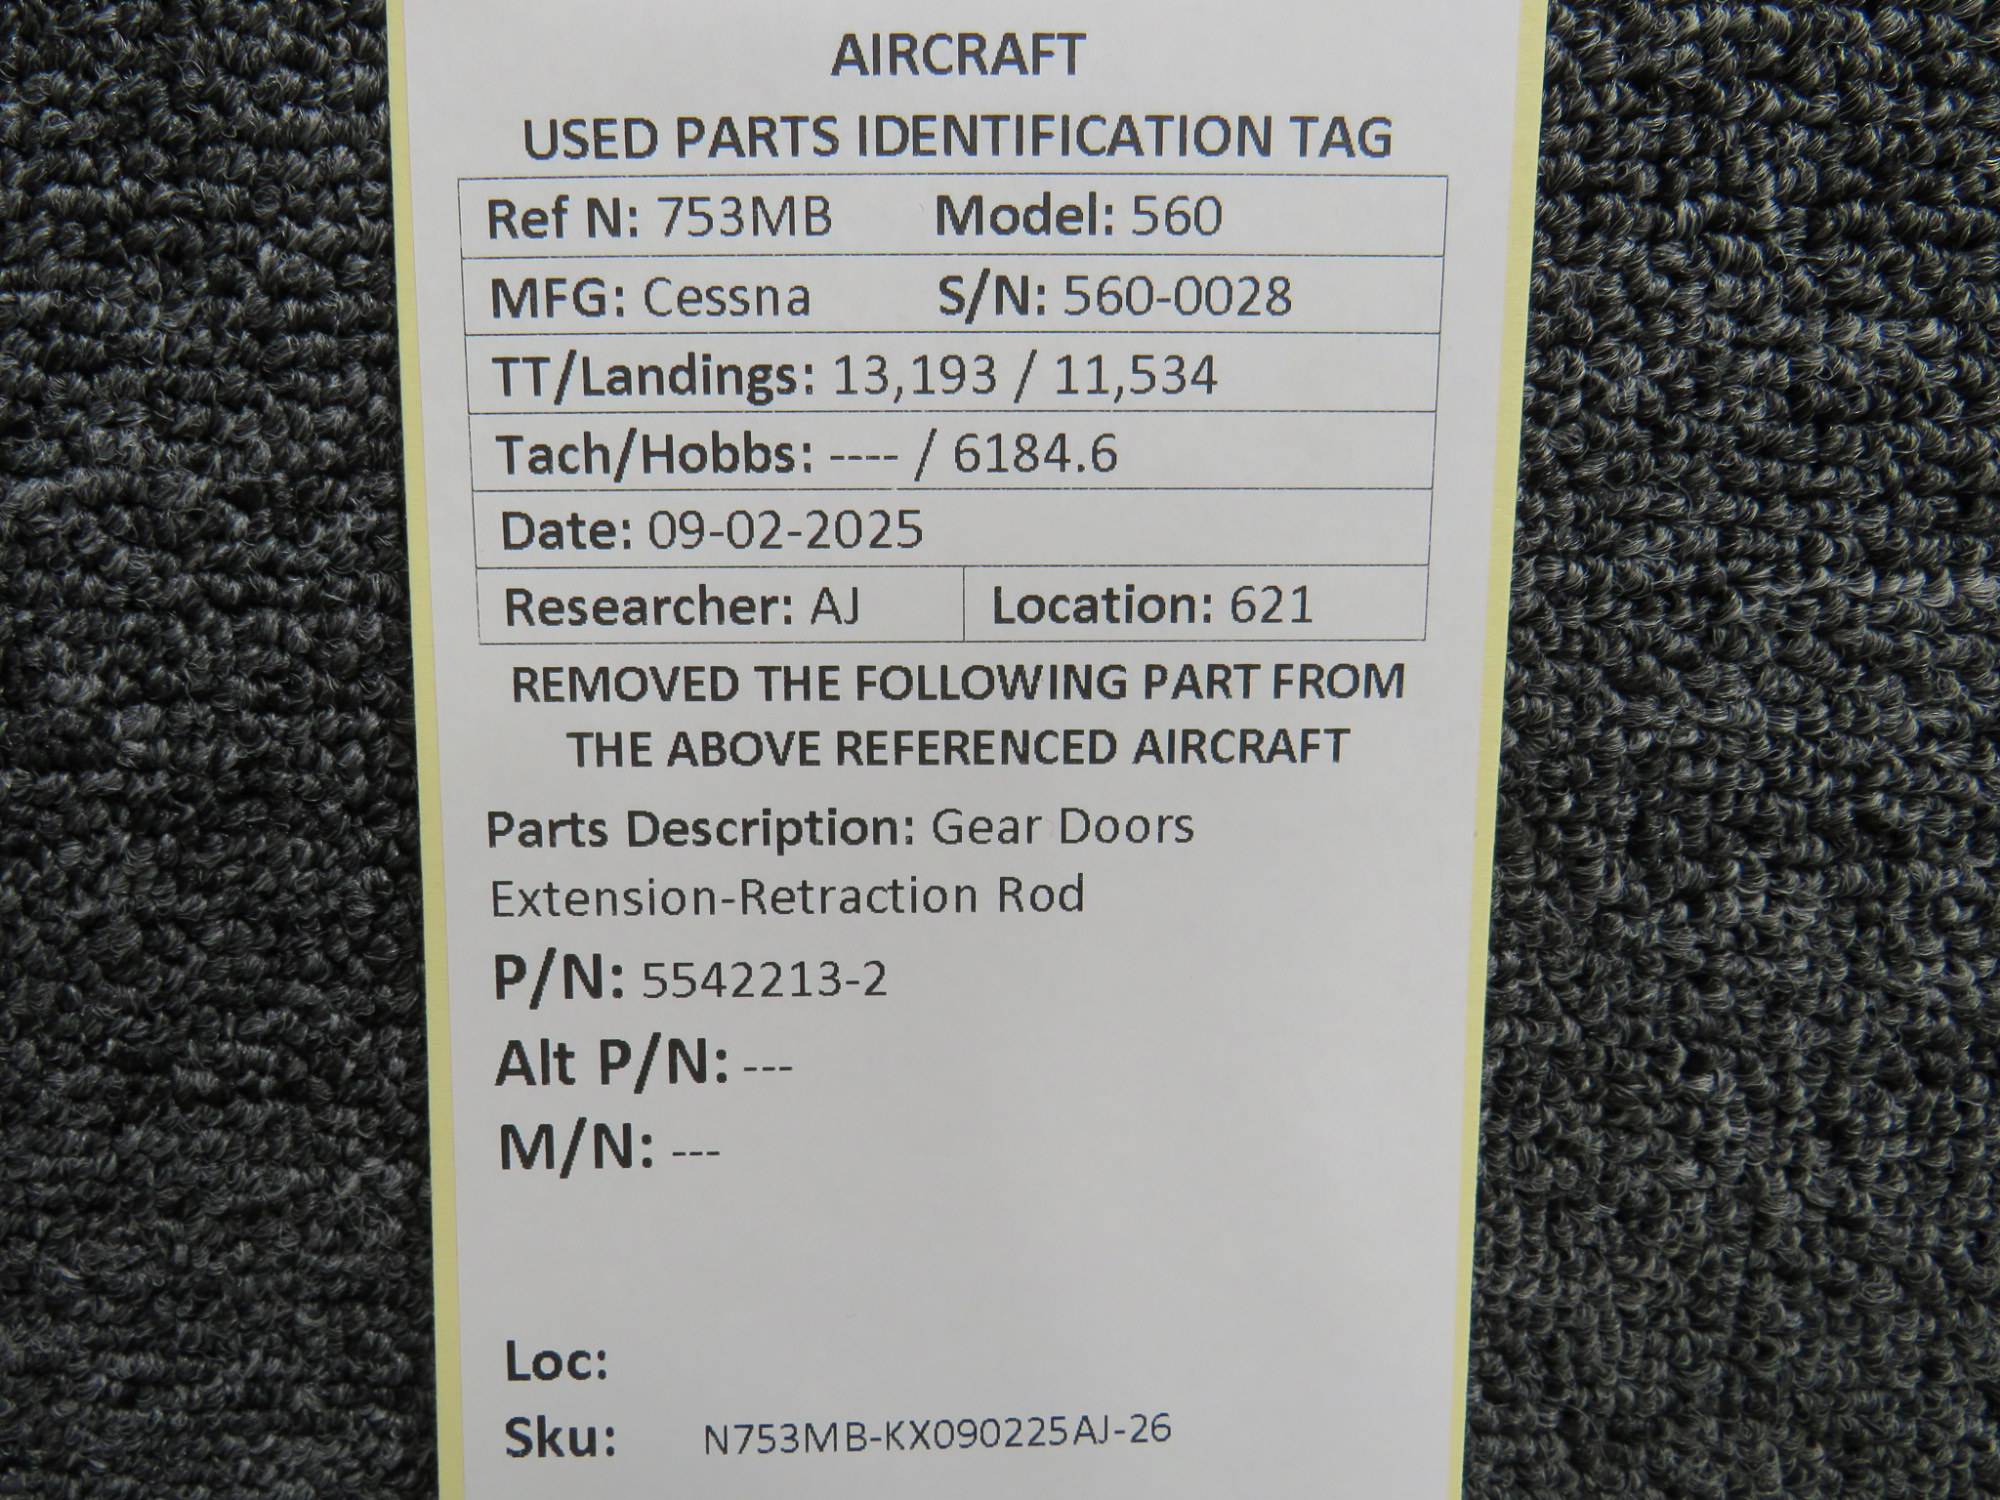 AIRCRAFT
USED PARTS IDENTIFICATION TAG
Ref N: 753MB Model: 560
MFG: Cessna S/N: 560-0028
TT/Landings: 13,193 / 11,534
Tach/Hobbs: ---- / 6184.6
Date: 09-02-2025
Researcher: AJ Location: 621
REMOVED THE FOLLOWING PART FROM
THE ABOVE REFERENCED AIRCRAFT
Parts Description: Gear Doors
Extension-Retraction Rod
P/N: 5542213-2
Alt P/N: ---
M/N: ---
Loc:
Sku: N753MB-KX090225AJ-26